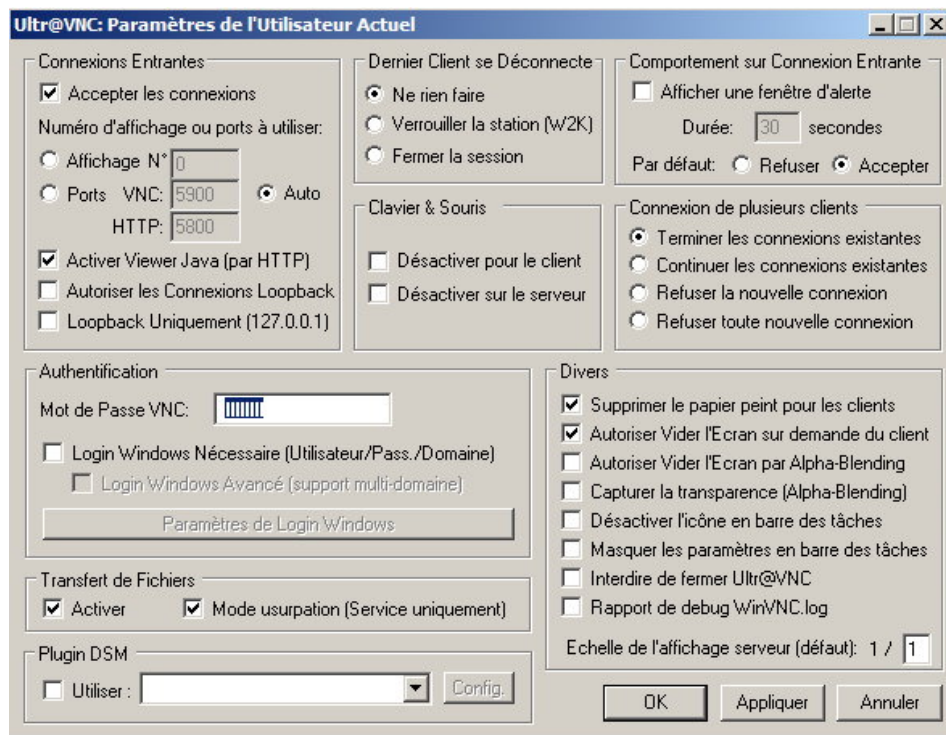 Ultr@VNC: Paramètres de l'Utilisateur Actuel
Connexions Entrantes
Accepter les connexions
Numéro d'affichage ou ports à utiliser:
Affichage N° 0
Ports VNC: 5900 Auto
HTTP: 5800
Activer Viewer Java (par HTTP)
Autoriser les Connexions Loopback
Loopback Uniquement (127.0.0.1)
Dernier Client se Déconnecte
Ne rien faire
Verrouiller la station (W2K)
Fermer la session
Clavier & Souris
Désactiver pour le client
Désactiver sur le serveur
Comportement sur Connexion Entrante
Afficher une fenêtre d'alerte
Durée: 30 secondes
Par défaut: Refuser Accepter
Connexion de plusieurs clients
Terminer les connexions existantes
Continuer les connexions existantes
Refuser la nouvelle connexion
Refuser toute nouvelle connexion
Authentification
Mot de Passe VNC:
Login Windows Nécessaire (Utilisateur/Pass./Domaine)
Login Windows Avancé (support multi-domaine)
Paramètres de Login Windows
Transfert de Fichiers
Activer Mode usurpation (Service uniquement)
Plugin DSM
Utiliser : Config.
Divers
Supprimer le papier peint pour les clients
Autoriser Vider l'Ecran sur demande du client
Autoriser Vider l'Ecran par Alpha-Blending
Capturer la transparence (Alpha-Blending)
Désactiver l'icône en barre des tâches
Masquer les paramètres en barre des tâches
Interdire de fermer Ultr@VNC
Rapport de debug WinVNC.log
Echelle de l'affichage serveur (défaut): 1 / 1
OK Appliquer Annuler